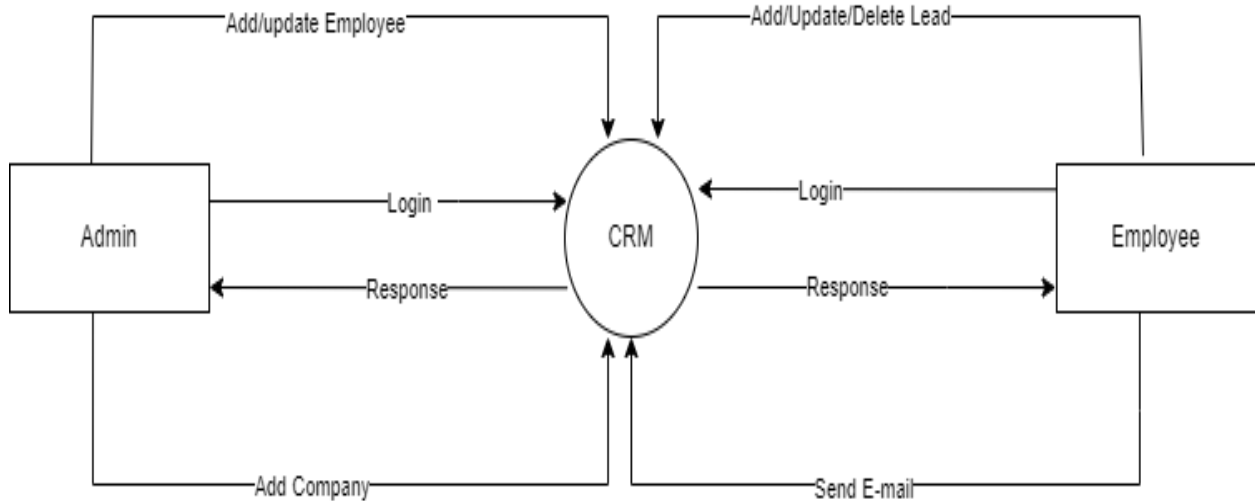 Add/update Employee
Add/Update/Delete Lead
Login
Login
Admin
CRM
Employee
Response
Response
Add Company
Send E-mail